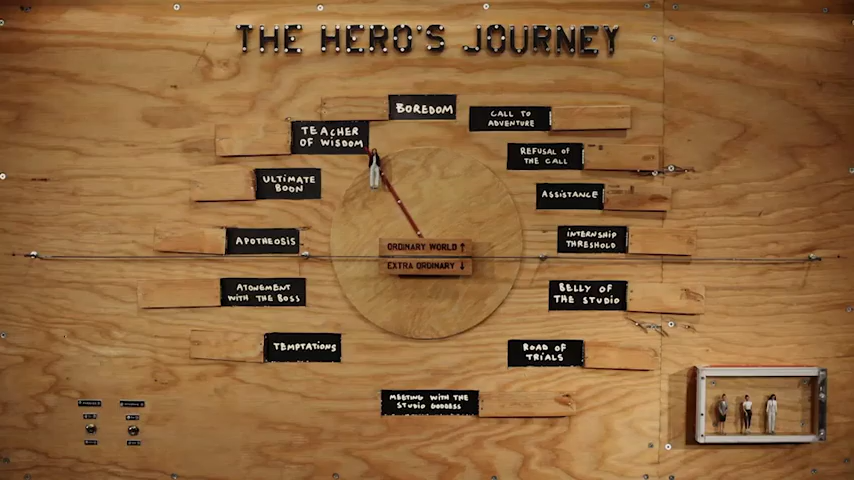 THE HERO'S JOURNEY
BOREDOM
CALL TO
ADVENTURE
REFUSAL OF
THE CALL
ASSISTANCE
INTERNSHIP
THRESHOLD
BELLY OF
THE STUDIO
ROAD OF
TRIALS
MEETING WITH THE
STUDIO GODDESS
TEMPTATIONS
ATONEMENT
WITH THE BOSS
APOTHEOSIS
ULTIMATE
BOON
TEACHER
OF WISDOM
ORDINARY WORLD ↑
EXTRA ORDINARY ↓